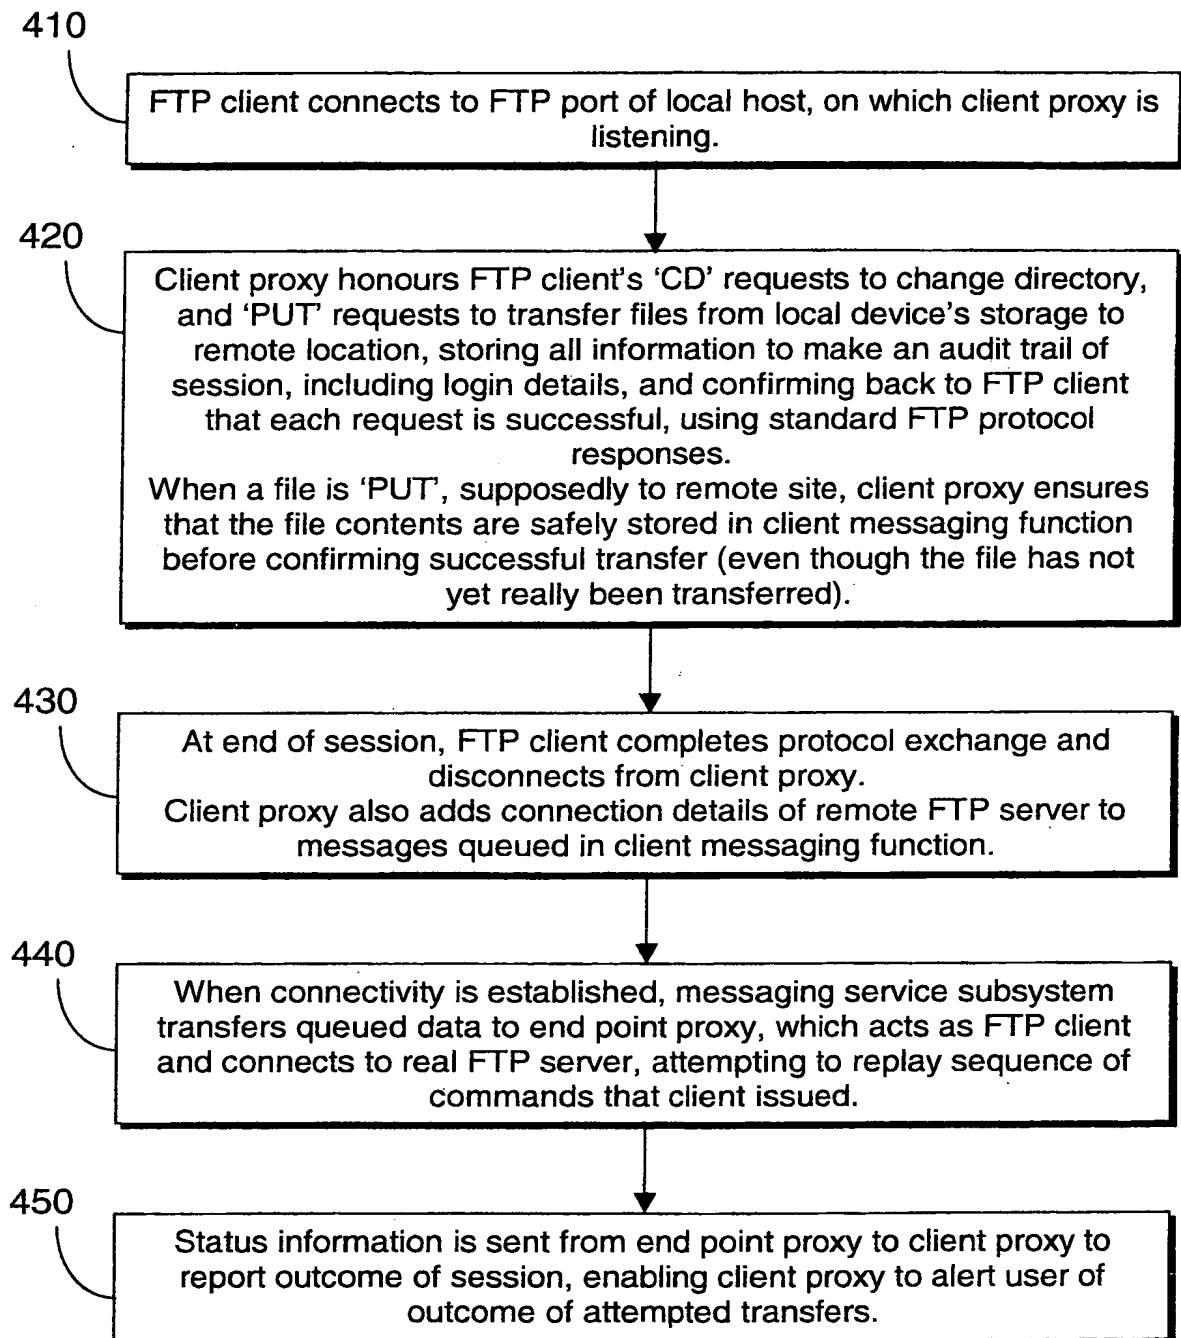 410
FTP client connects to FTP port of local host, on which client proxy is
listening.
420
Client proxy honours FTP client's 'CD' requests to change directory,
and 'PUT' requests to transfer files from local device's storage to
remote location, storing all information to make an audit trail of
session, including login details, and confirming back to FTP client
that each request is successful, using standard FTP protocol
responses.
When a file is 'PUT', supposedly to remote site, client proxy ensures
that the file contents are safely stored in client messaging function
before confirming successful transfer (even though the file has not
yet really been transferred).
430
At end of session, FTP client completes protocol exchange and
disconnects from client proxy.
Client proxy also adds connection details of remote FTP server to
messages queued in client messaging function.
440
When connectivity is established, messaging service subsystem
transfers queued data to end point proxy, which acts as FTP client
and connects to real FTP server, attempting to replay sequence of
commands that client issued.
450
Status information is sent from end point proxy to client proxy to
report outcome of session, enabling client proxy to alert user of
outcome of attempted transfers.